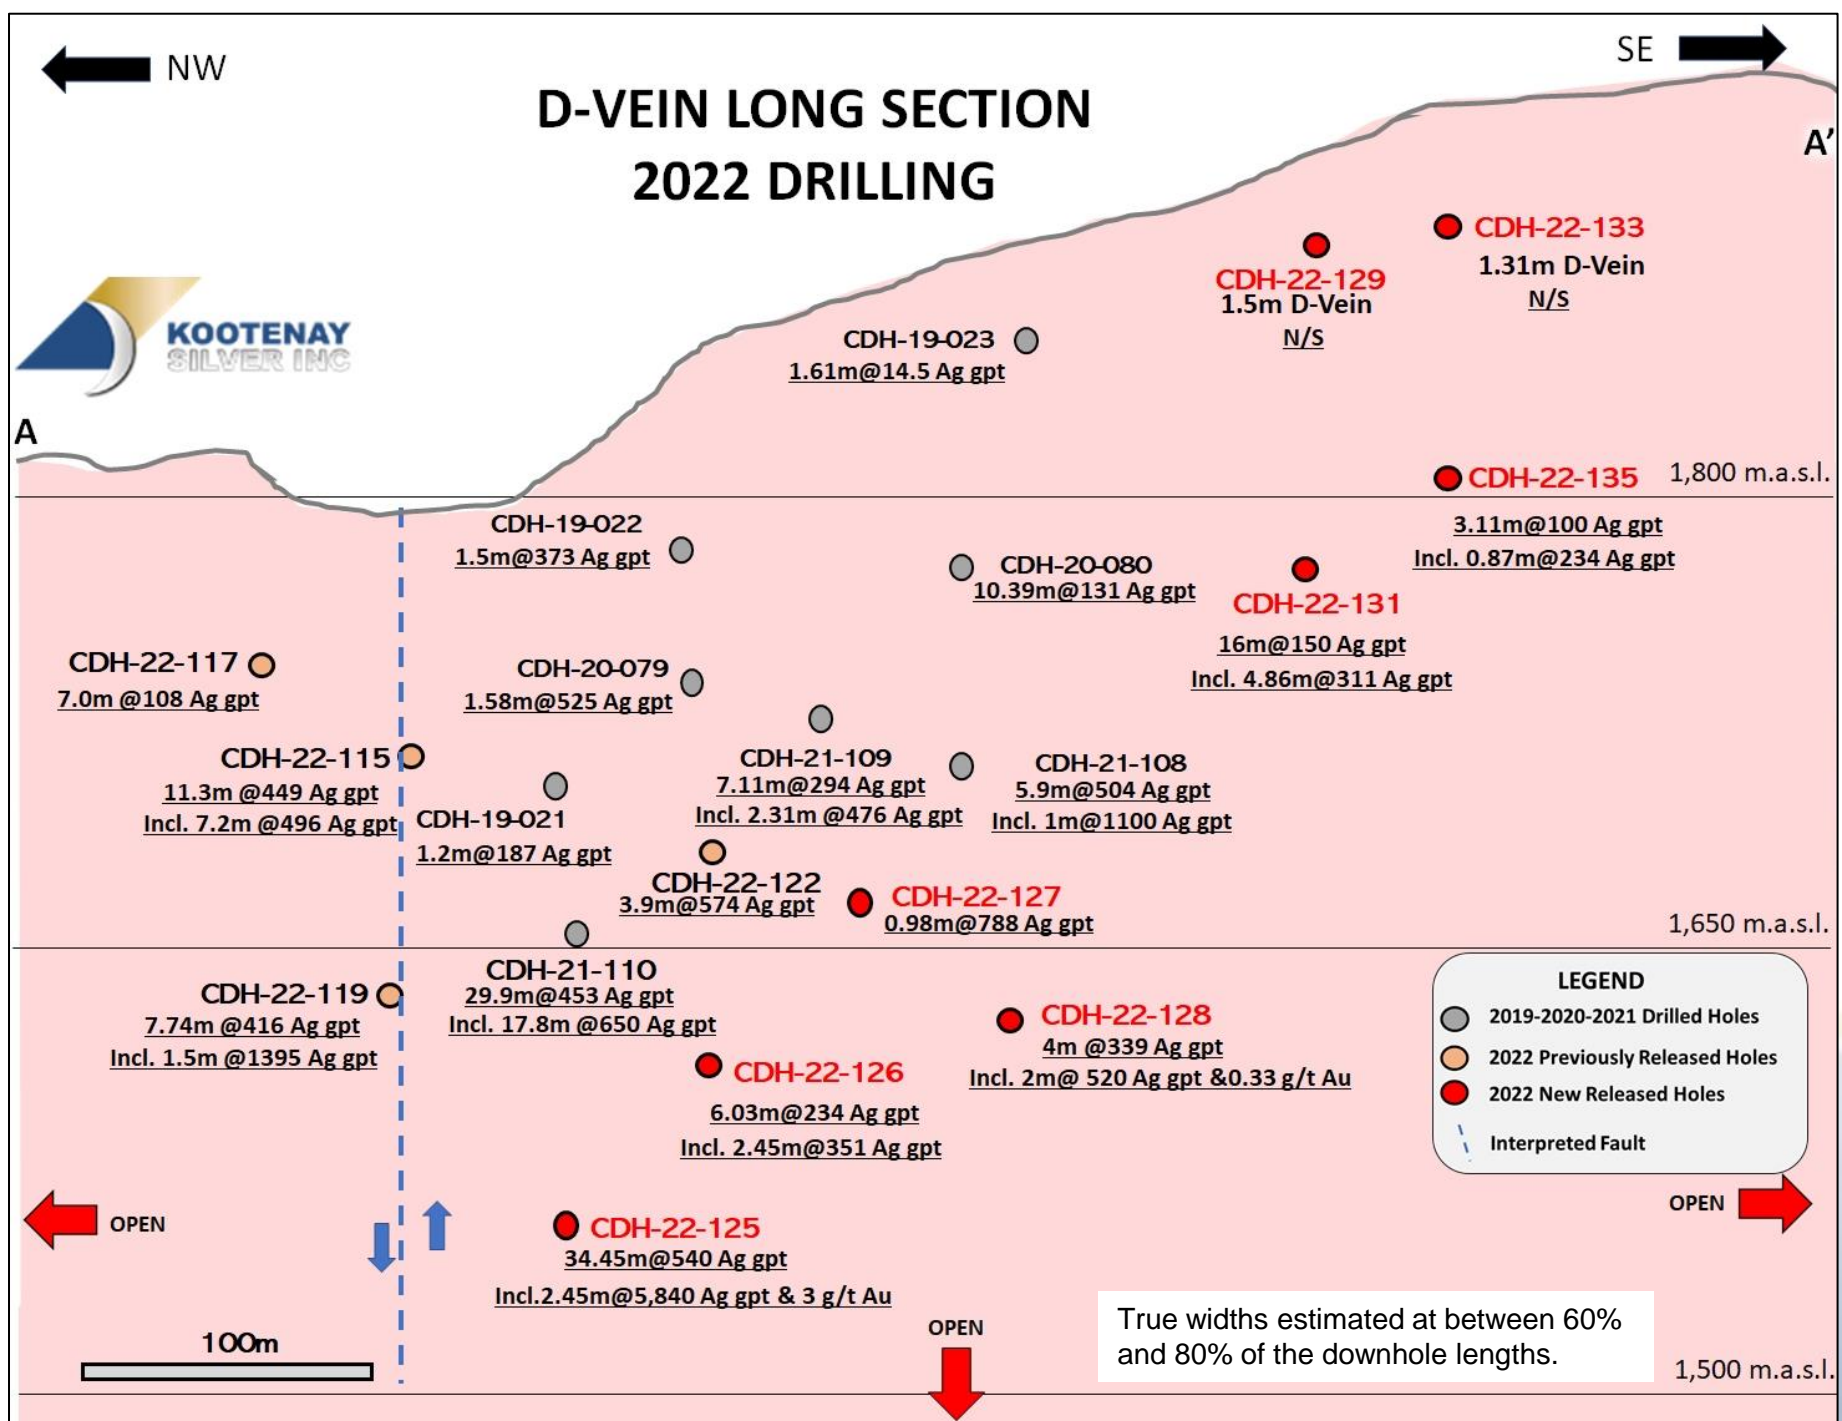 NW
SE
D-VEIN LONG SECTION
2022 DRILLING
A'
CDH-22-133
1.31m D-Vein
N/S
CDH-22-129
1.5m D-Vein
N/S
KOOTENAY
SILVER INC
CDH-19-023
1.61m@14.5 Ag gpt
A
CDH-22-135
1,800 m.a.s.l.
3.11m@100 Ag gpt
Incl. 0.87m@234 Ag gpt
CDH-19-022
1.5m@373 Ag gpt
CDH-20-080
10.39m@131 Ag gpt
CDH-22-131
16m@150 Ag gpt
Incl. 4.86m@311 Ag gpt
CDH-22-117
7.0m @108 Ag gpt
CDH-20-079
1.58m@525 Ag gpt
CDH-22-115
11.3m @449 Ag gpt
Incl. 7.2m @496 Ag gpt
CDH-19-021
1.2m@187 Ag gpt
CDH-21-109
7.11m@294 Ag gpt
Incl. 2.31m @476 Ag gpt
CDH-21-108
5.9m@504 Ag gpt
Incl. 1m@1100 Ag gpt
CDH-22-122
3.9m@574 Ag gpt
CDH-22-127
0.98m@788 Ag gpt
1,650 m.a.s.l.
CDH-22-119
7.74m @416 Ag gpt
Incl. 1.5m @1395 Ag gpt
CDH-21-110
29.9m@453 Ag gpt
Incl. 17.8m @650 Ag gpt
CDH-22-128
4m @339 Ag gpt
Incl. 2m@ 520 Ag gpt &0.33 g/t Au
CDH-22-126
6.03m@234 Ag gpt
Incl. 2.45m@351 Ag gpt
LEGEND
2019-2020-2021 Drilled Holes
2022 Previously Released Holes
2022 New Released Holes
Interpreted Fault
OPEN
OPEN
CDH-22-125
34.45m@540 Ag gpt
Incl.2.45m@5,840 Ag gpt & 3 g/t Au
100m
OPEN
True widths estimated at between 60%
and 80% of the downhole lengths.
1,500 m.a.s.l.